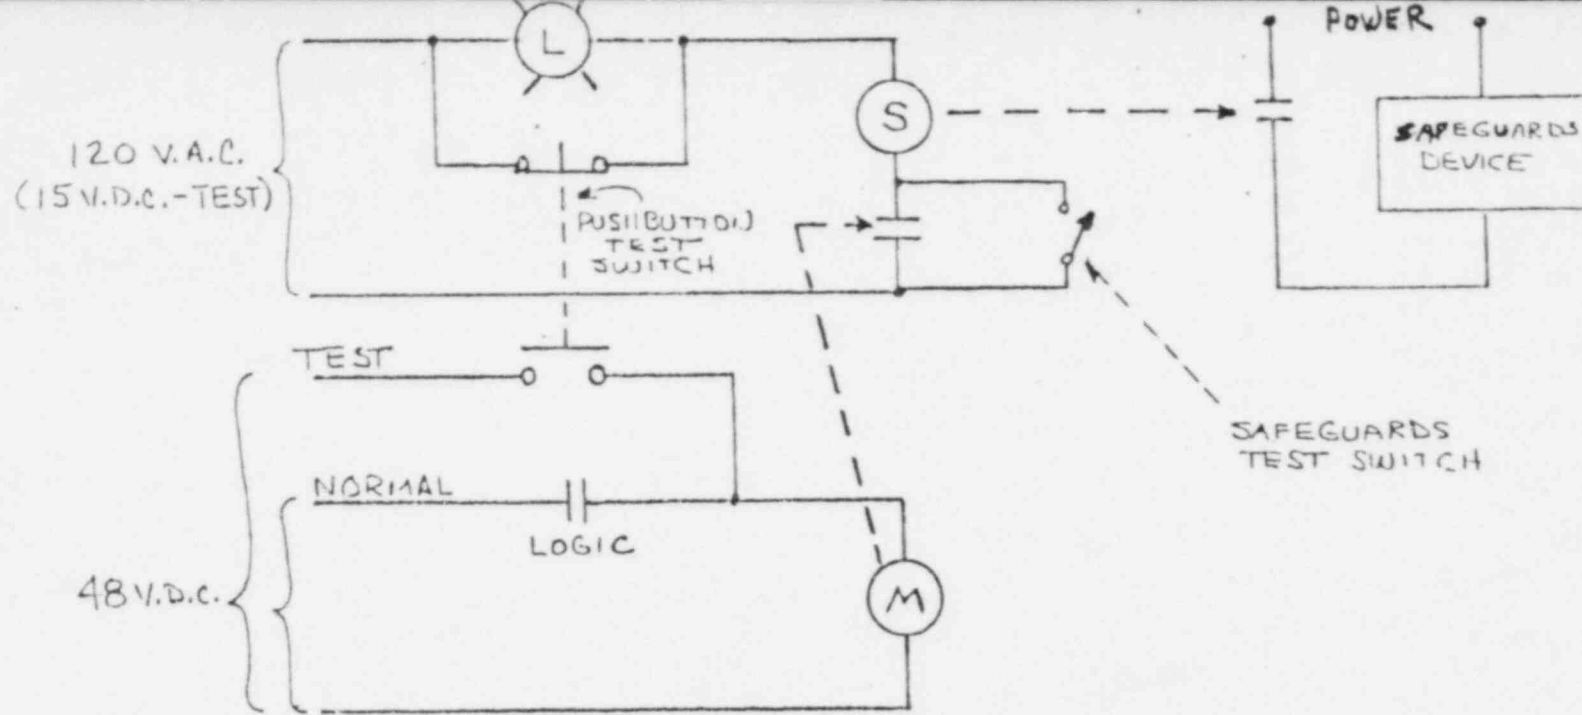 L
POWER
S
SAFEGUARDS
DEVICE
120 V.A.C.
(15 V.D.C.-TEST)
PUSHBUTTON
TEST
SWITCH
TEST
SAFEGUARDS
TEST SWITCH
NORMAL
LOGIC
48 V.D.C.
M